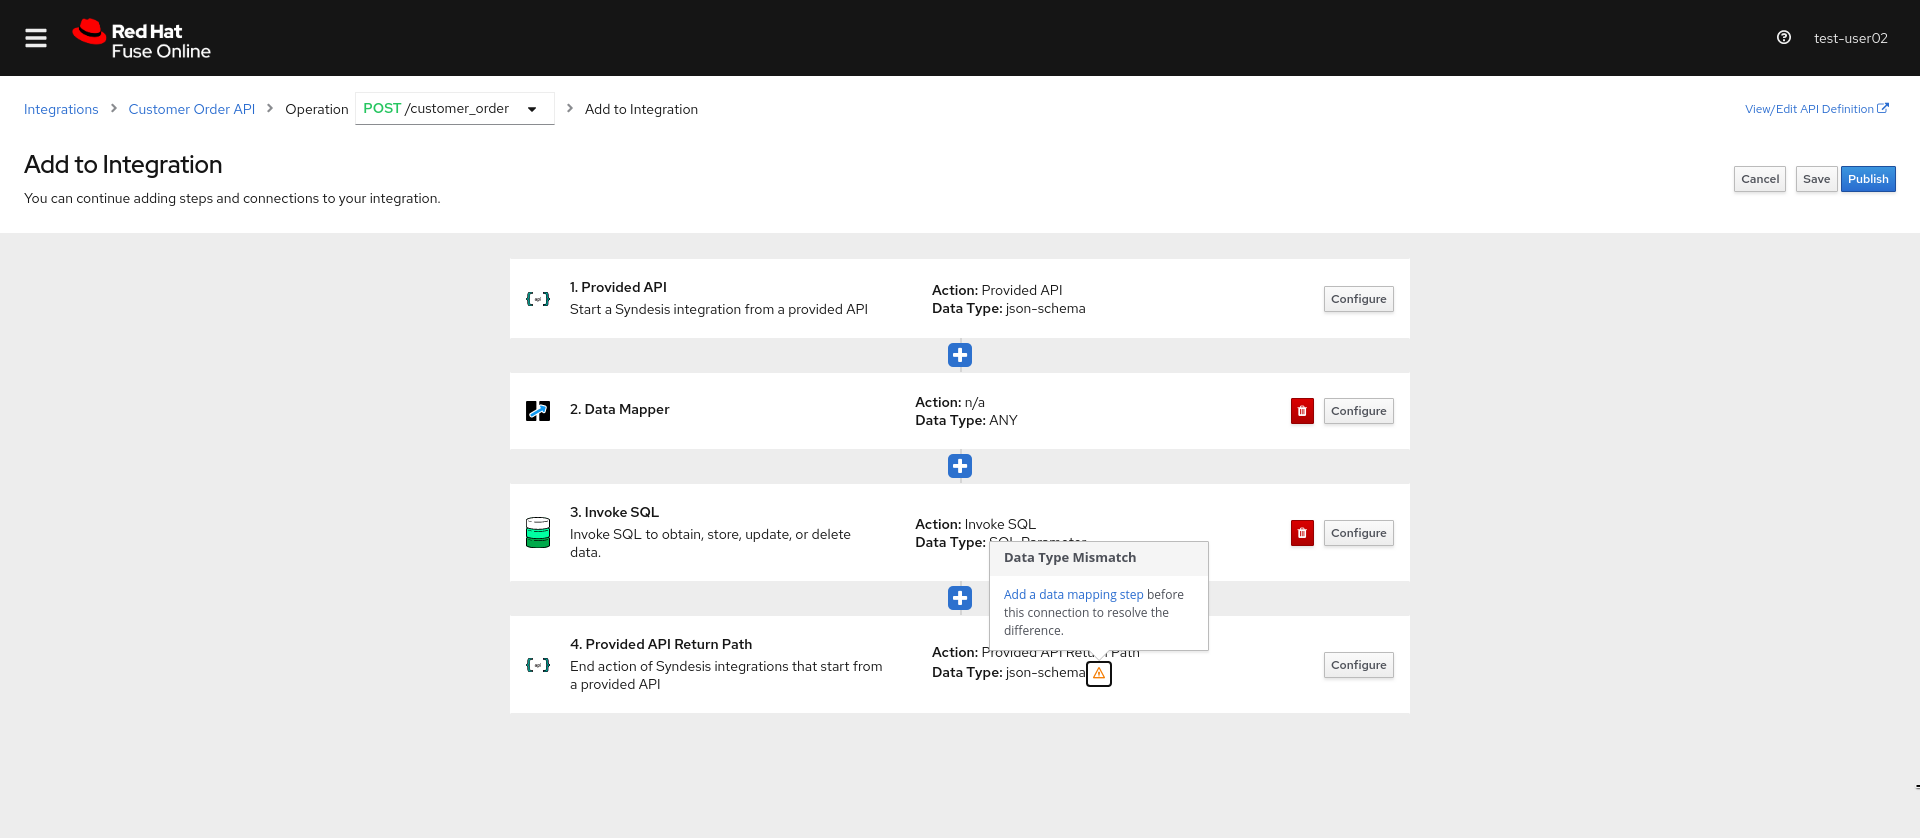 Red Hat
Fuse Online
test-user02
Integrations > Customer Order API > Operation POST /customer_order > Add to Integration
View/Edit API Definition
Add to Integration
You can continue adding steps and connections to your integration.
Cancel Save Publish
1. Provided API
Start a Syndesis integration from a provided API
Action: Provided API
Data Type: json-schema
Configure
2. Data Mapper
Action: n/a
Data Type: ANY
Configure
3. Invoke SQL
Invoke SQL to obtain, store, update, or delete
data.
Action: Invoke SQL
Data Type: SQL Parameter
Configure
Data Type Mismatch
Add a data mapping step before
this connection to resolve the
difference.
4. Provided API Return Path
End action of Syndesis integrations that start from
a provided API
Action: Provided API Return Path
Data Type: json-schema
Configure